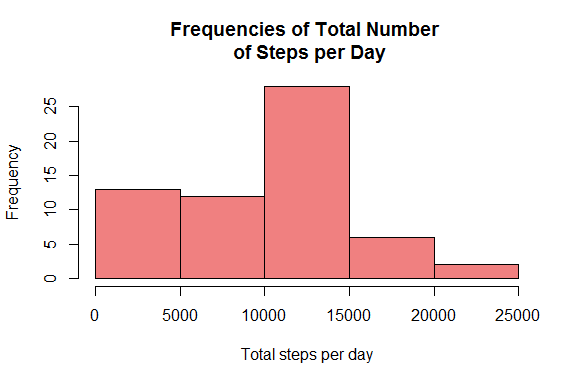 Frequencies of Total Number
of Steps per Day
Frequency
25
20
15
10
5
0
0 5000 10000 15000 20000 25000
Total steps per day